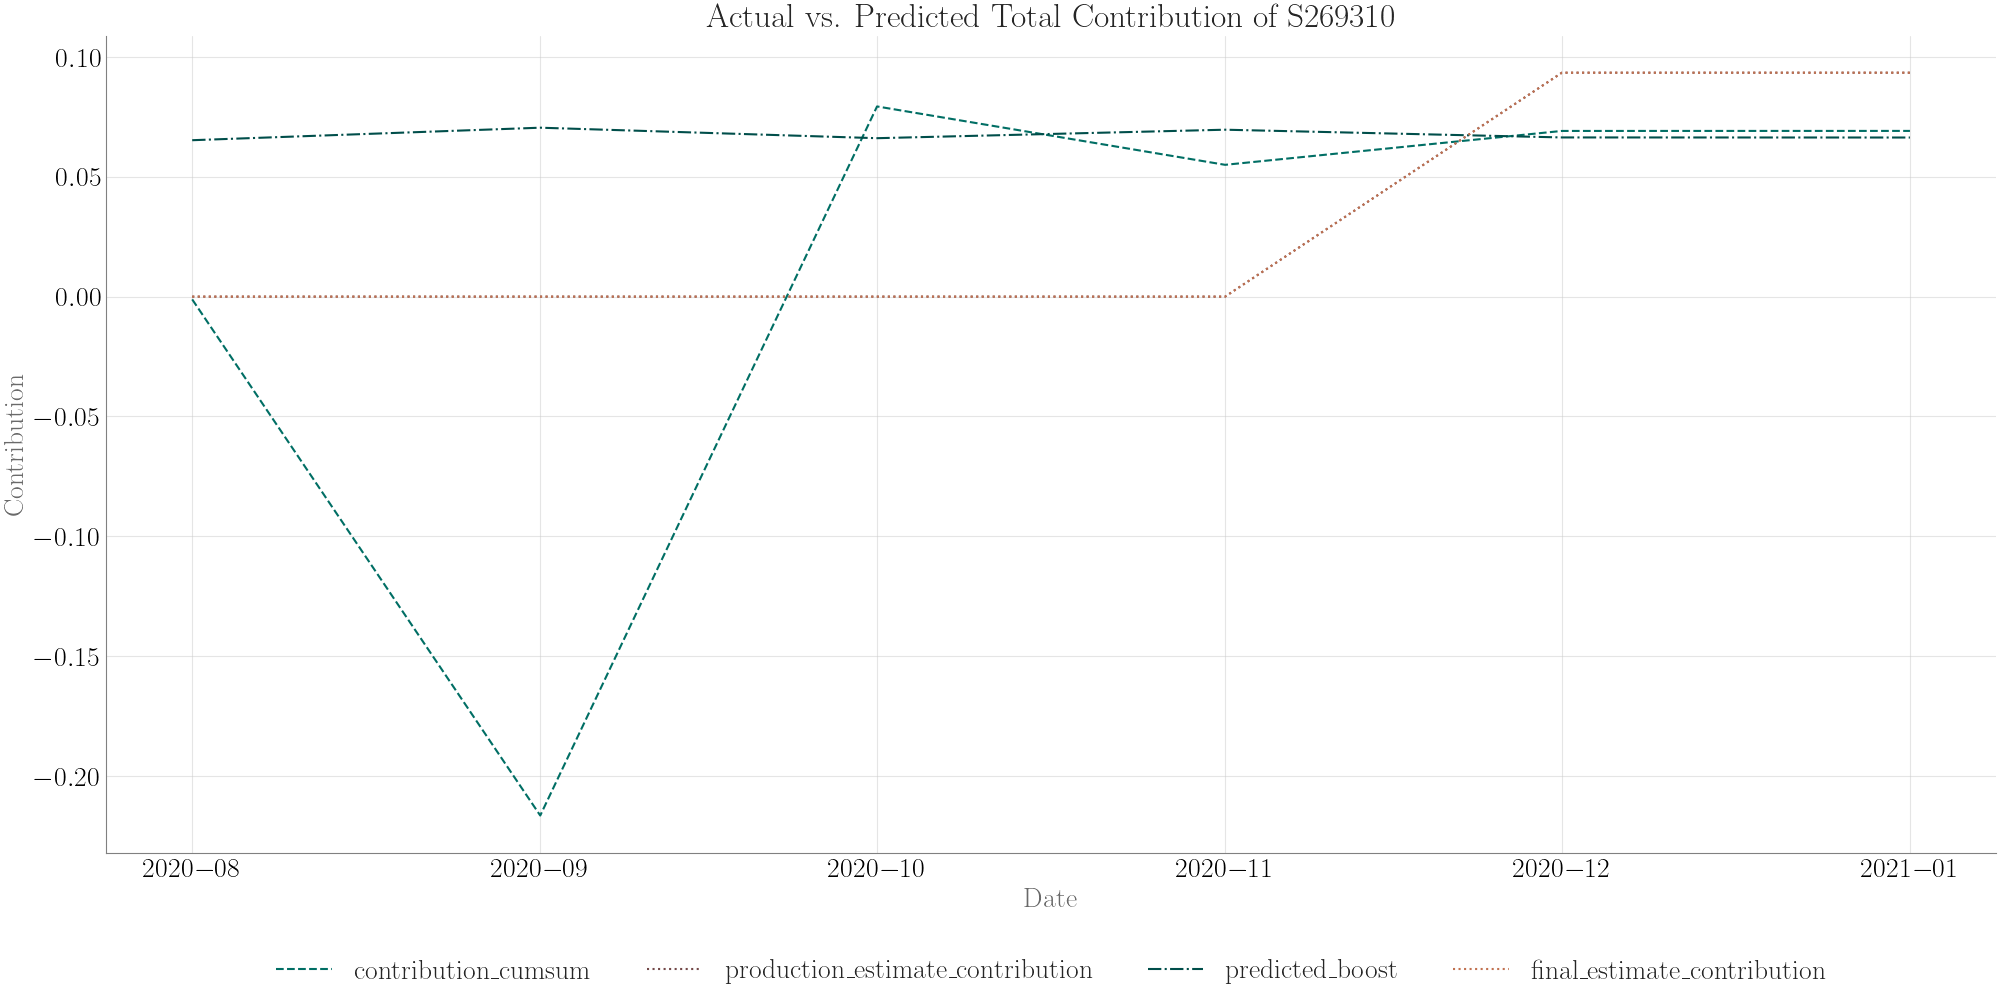 Actual vs. Predicted Total Contribution of S269310
0.10
0.05
0.00
−0.05
−0.10
−0.15
−0.20
Contribution
2020−08 2020−09 2020−10 2020−11 2020−12 2021−01
Date
contribution_cumsum production_estimate_contribution predicted_boost final_estimate_contribution